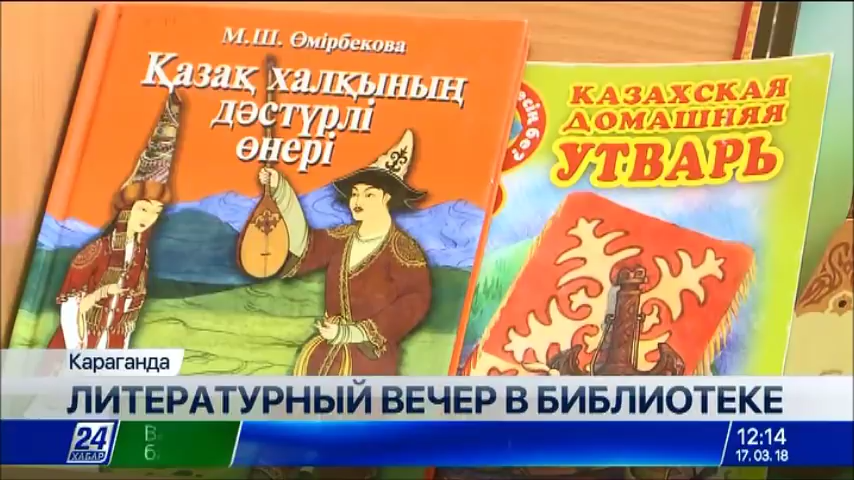 М.Ш. Өмірбекова
Қазақ халқының
дәстүрлі
өнері
КАЗАХСКАЯ
ДОМАШНЯЯ
УТВАРЬ
Караганда
ЛИТЕРАТУРНЫЙ ВЕЧЕР В БИБЛИОТЕКЕ
24
ХАБАР
12:14
17.03.18